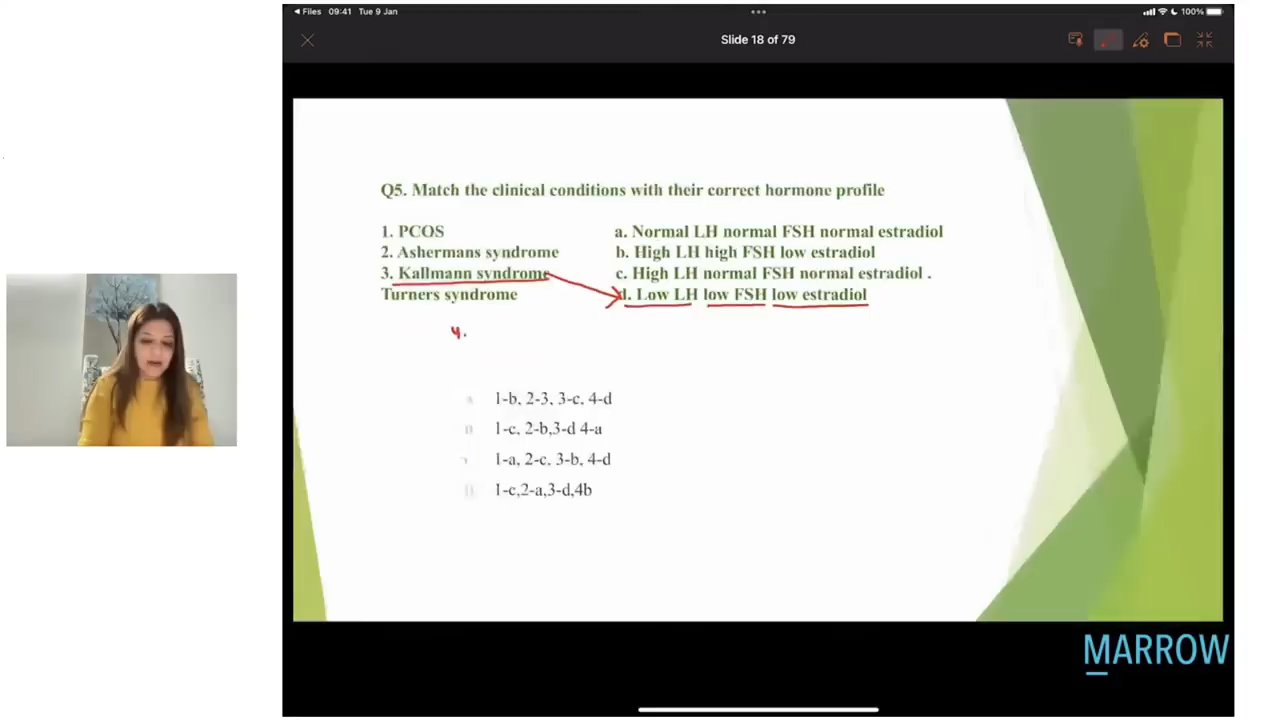 Files 09:41 Tue 9 Jan
100%
Slide 18 of 79
Q5. Match the clinical conditions with their correct hormone profile
1. PCOS
a. Normal LH normal FSH normal estradiol
2. Ashermans syndrome
b. High LH high FSH low estradiol
3. Kallmann syndrome
c. High LH normal FSH normal estradiol .
Turners syndrome
d. Low LH low FSH low estradiol
4.
1-b, 2-3, 3-c, 4-d
1-c, 2-b,3-d 4-a
1-a, 2-c, 3-b, 4-d
1-c,2-a,3-d,4b
MARROW